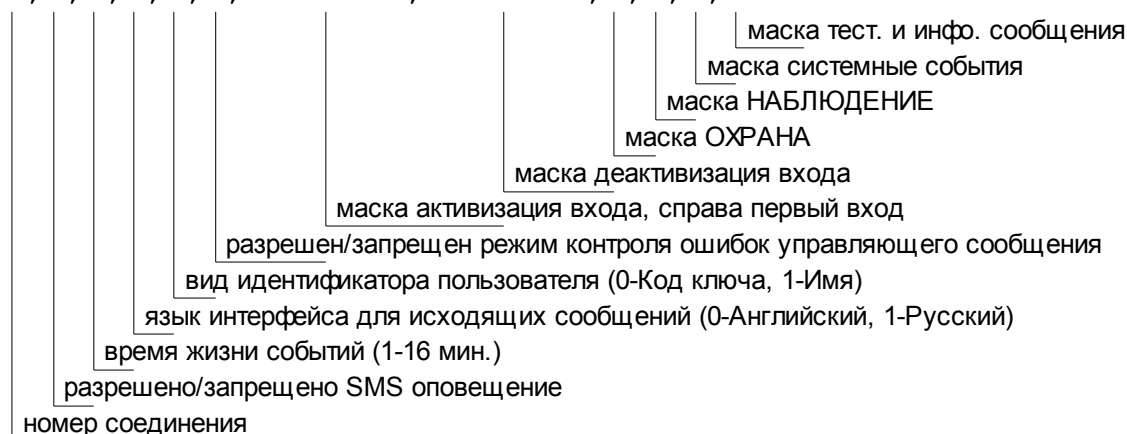 маска тест. и инфо. сообщения
маска системные события
маска НАБЛЮДЕНИЕ
маска ОХРАНА
маска деактивизация входа
маска активизация входа, справа первый вход
разрешен/запрещен режим контроля ошибок управляющего сообщения
вид идентификатора пользователя (0-Код ключа, 1-Имя)
язык интерфейса для исходящих сообщений (0-Английский, 1-Русский)
время жизни событий (1-16 мин.)
разрешено/запрещено SMS оповещение
номер соединения